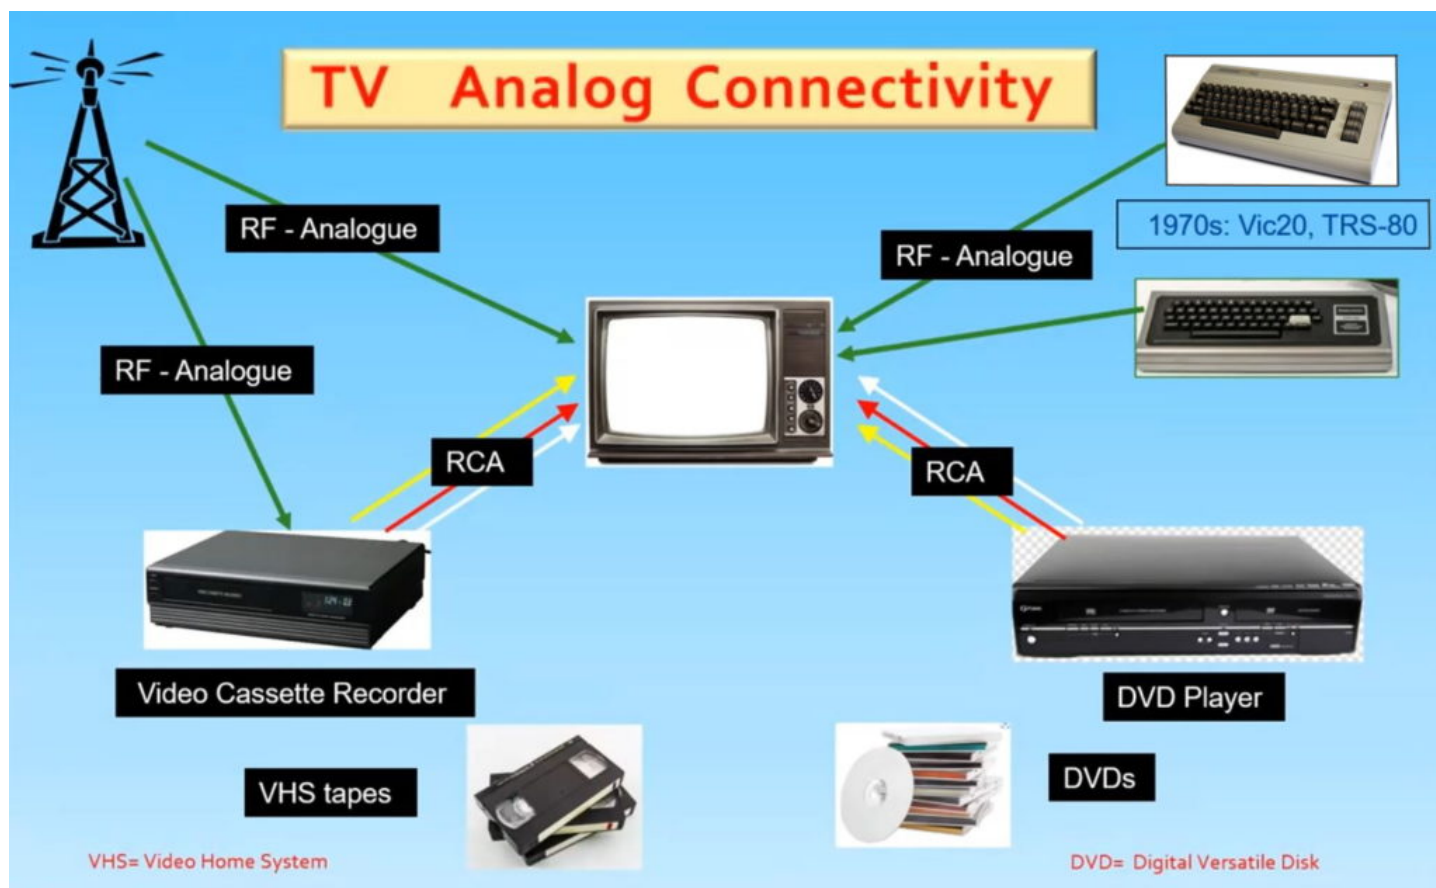 TV Analog Connectivity
RF - Analogue
1970s: Vic20, TRS-80
RF - Analogue
RF - Analogue
RCA
RCA
Video Cassette Recorder
DVD Player
VHS tapes
DVDs
VHS= Video Home System
DVD= Digital Versatile Disk